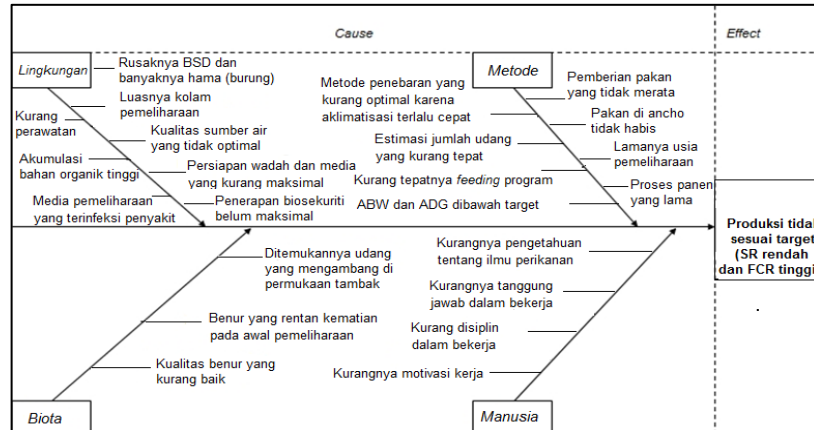 Cause
Effect
Lingkungan
Rusaknya BSD dan
banyaknya hama (burung)
Luasnya kolam
pemeliharaan
Kurang
perawatan
Kualitas sumber air
yang tidak optimal
Akumulasi
bahan organik tinggi
Persiapan wadah dan media
yang kurang maksimal
Media pemeliharaan
yang terinfeksi penyakit
Penerapan biosekuriti
belum maksimal
Metode
Metode penebaran yang
kurang optimal karena
aklimatisasi terlalu cepat
Pemberian pakan
yang tidak merata
Pakan di ancho
tidak habis
Estimasi jumlah udang
yang kurang tepat
Lamanya usia
pemeliharaan
Kurang tepatnya feeding program
Proses panen
yang lama
ABW dan ADG dibawah target
Produksi tidak
sesuai target
(SR rendah
dan FCR tinggi
Ditemukannya udang
yang mengambang di
permukaan tambak
Benur yang rentan kematian
pada awal pemeliharaan
Kualitas benur yang
kurang baik
Biota
Kurangnya pengetahuan
tentang ilmu perikanan
Kurangnya tanggung
jawab dalam bekerja
Kurang disiplin
dalam bekerja
Kurangnya motivasi kerja
Manusia
.